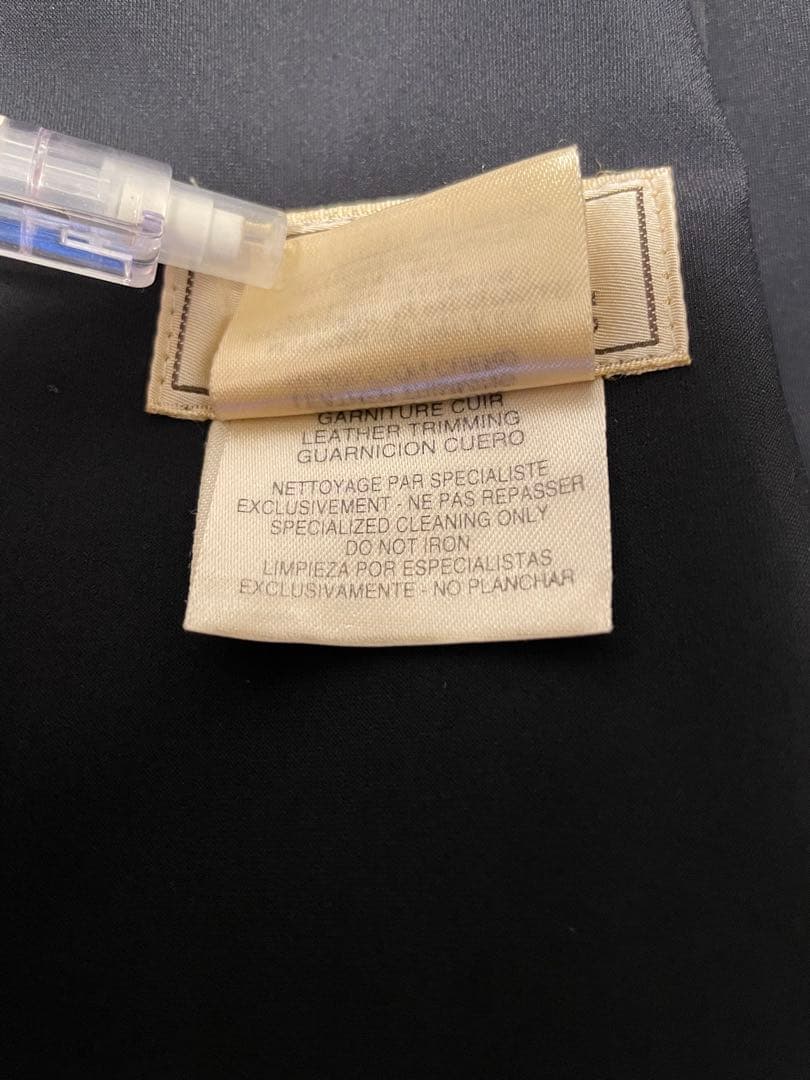 GARNITURE CUIR
LEATHER TRIMMING
GUARNICION CUERO
NETTOYAGE PAR SPECIALISTE
EXCLUSIVEMENT - NE PAS REPASSER
SPECIALIZED CLEANING ONLY
DO NOT IRON
LIMPIEZA POR ESPECIALISTAS
EXCLUSIVAMENTE - NO PLANCHAR